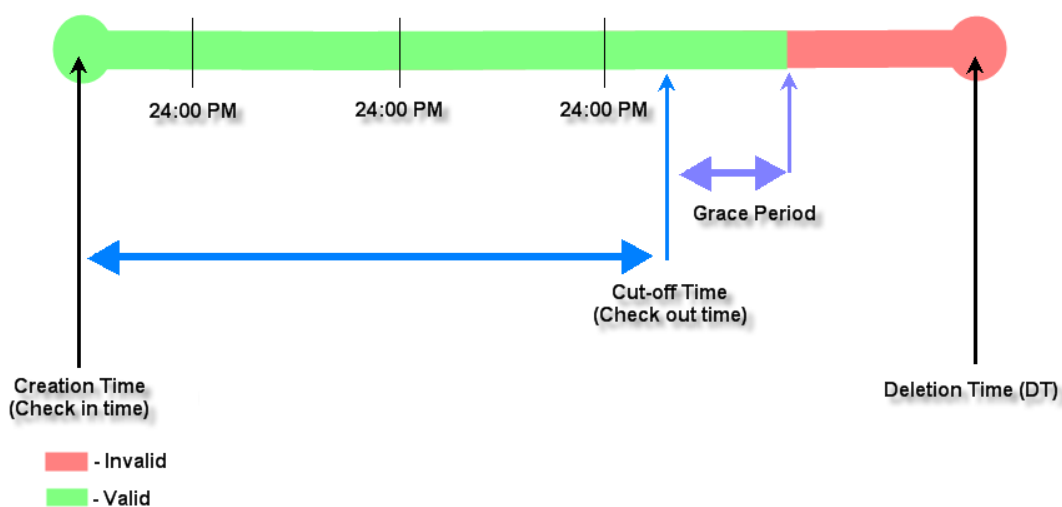 24:00 PM
24:00 PM
24:00 PM
Grace Period
Cut-off Time
(Check out time)
Creation Time
(Check in time)
Deletion Time (DT)
- Invalid
- Valid